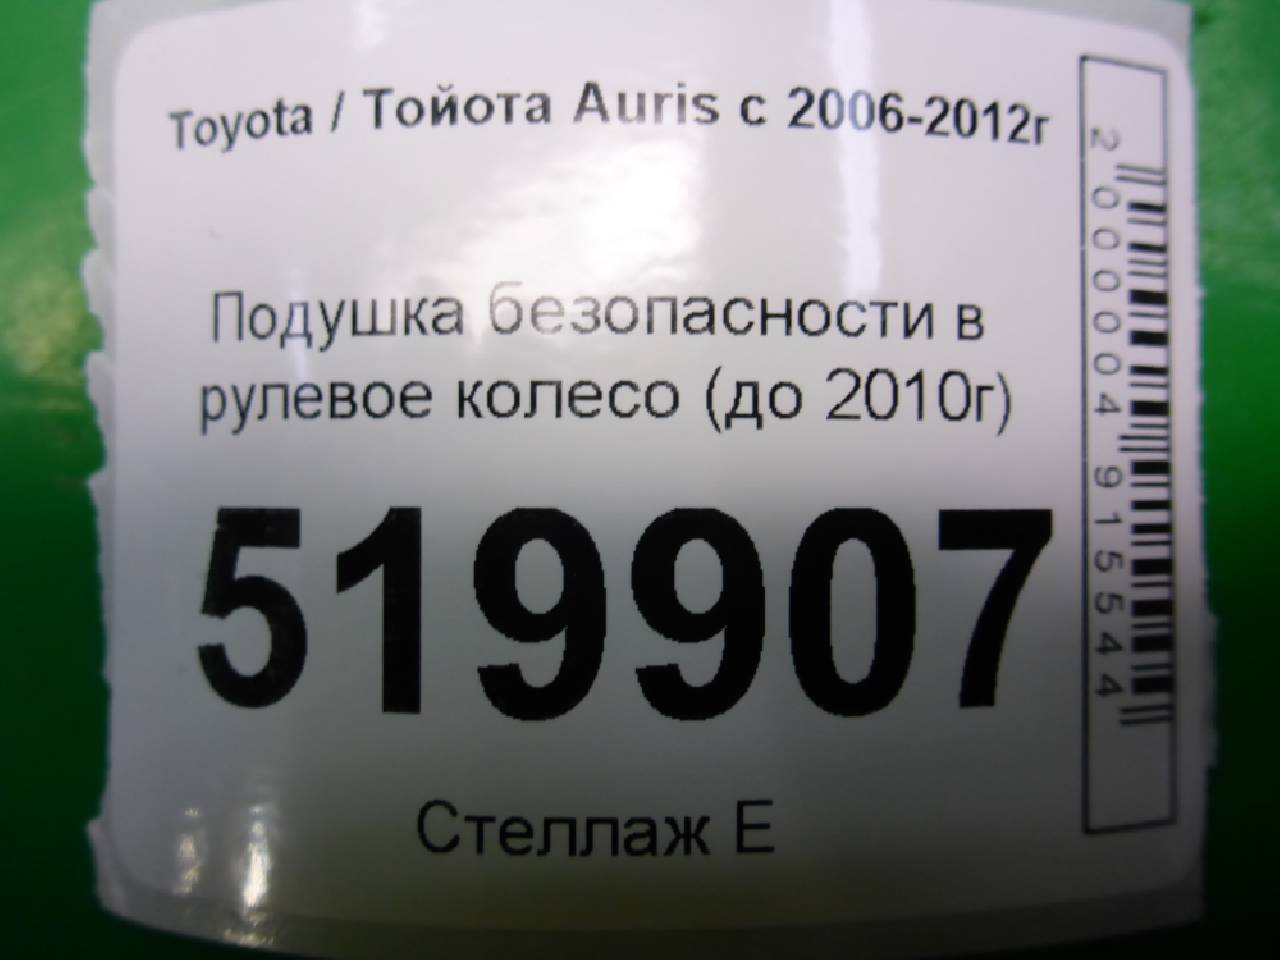 Toyota / Тойота Auris с 2006-2012г
Подушка безопасности в
рулевое колесо (до 2010г)
519907
Стеллаж Е
2000004915544